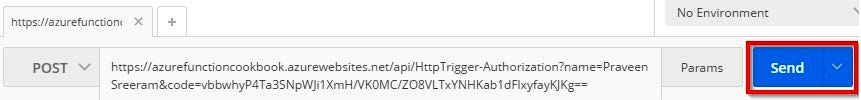 https://azurefunctionc
No Environment
POST
https://azurefunctioncookbook.azurewebsites.net/api/HttpTrigger-Authorization?name=Praveen
Sreeram&code=vbbwhyP4Ta3SNpWJi1XmH/VK0MC/ZO8VLTxYNHKab1dFIxyfayKJKg==
Params
Send